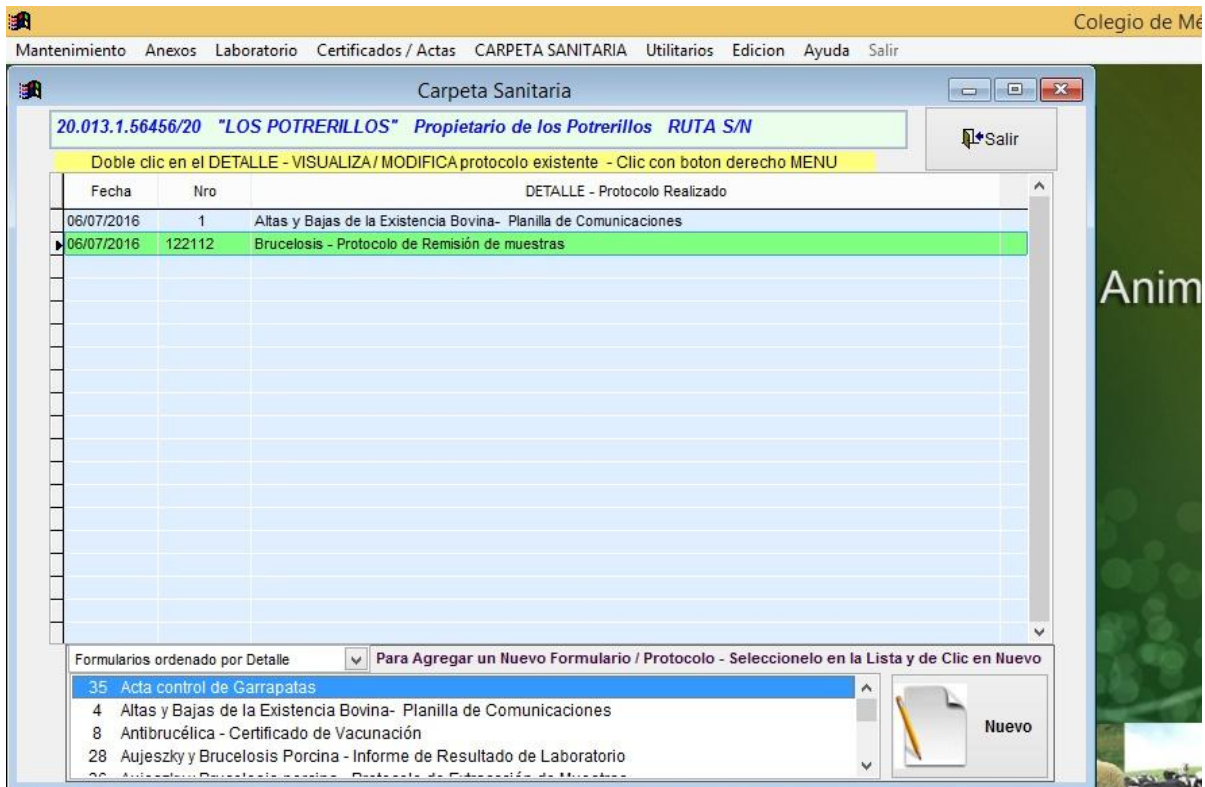 Colegio de Mé
Mantenimiento Anexos Laboratorio Certificados / Actas CARPETA SANITARIA Utilitarios Edicion Ayuda Salir
Carpeta Sanitaria
20.013.1.56456/20 "LOS POTRERILLOS" Propietario de los Potrerillos RUTA S/N
Salir
Doble clic en el DETALLE - VISUALIZA / MODIFICA protocolo existente - Clic con boton derecho MENU
Fecha Nro DETALLE - Protocolo Realizado
06/07/2016 1 Altas y Bajas de la Existencia Bovina- Planilla de Comunicaciones
06/07/2016 122112 Brucelosis - Protocolo de Remisión de muestras
Anim
Formularios ordenado por Detalle Para Agregar un Nuevo Formulario / Protocolo - Seleccionelo en la Lista y de Clic en Nuevo
35 Acta control de Garrapatas
4 Altas y Bajas de la Existencia Bovina- Planilla de Comunicaciones
8 Antibrucélica - Certificado de Vacunación
28 Aujeszky y Brucelosis Porcina - Informe de Resultado de Laboratorio
Nuevo